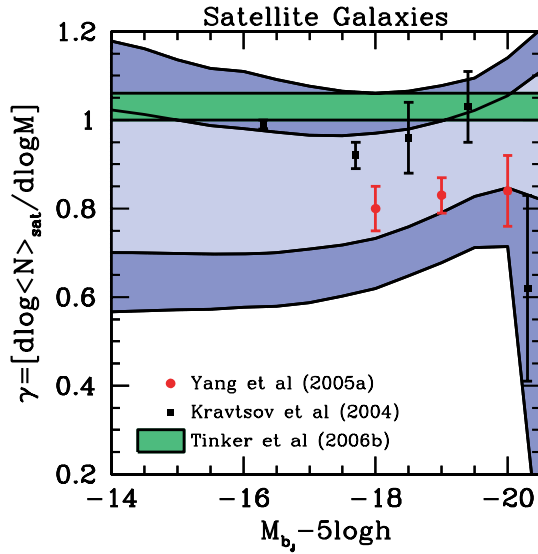 Satellite Galaxies
γ=[dlog<N>sat/dlogM]
1.2
1
0.8
0.6
0.4
0.2
Yang et al (2005a)
Kravtsov et al (2004)
Tinker et al (2006b)
−14 −16 −18 −20
MbJ−5logh